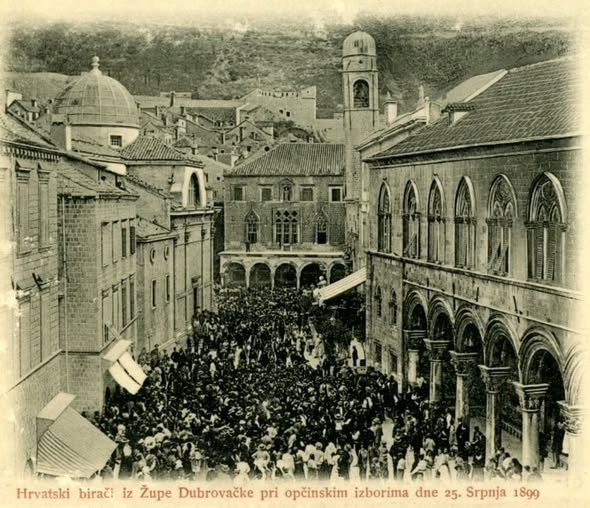 Hrvatski birači iz Župe Dubrovačke pri općinskim izborima dne 25. Srpnja 1899